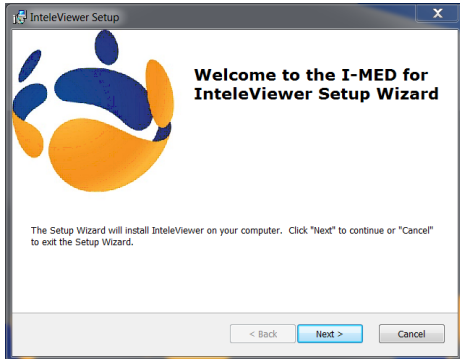 InteleViewer Setup
X
Welcome to the I-MED for
InteleViewer Setup Wizard
The Setup Wizard will install InteleViewer on your computer. Click "Next" to continue or "Cancel"
to exit the Setup Wizard.
< Back
Next >
Cancel